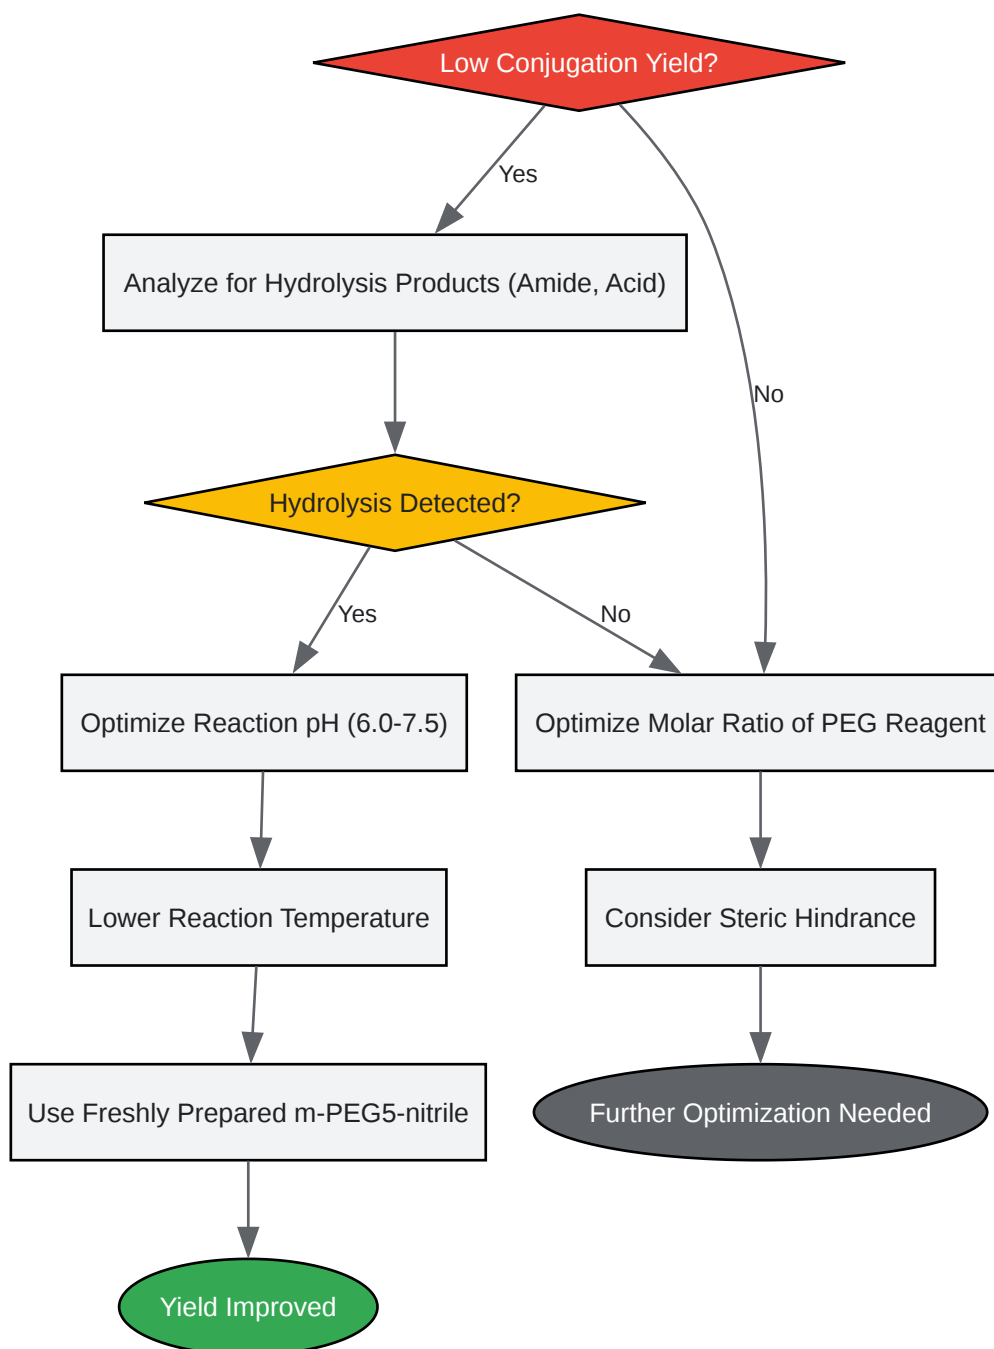 Low Conjugation Yield?
Yes
Analyze for Hydrolysis Products (Amide, Acid)
No
Hydrolysis Detected?
Yes
No
Optimize Reaction pH (6.0-7.5)
Optimize Molar Ratio of PEG Reagent
Lower Reaction Temperature
Consider Steric Hindrance
Use Freshly Prepared m-PEG5-nitrile
Further Optimization Needed
Yield Improved